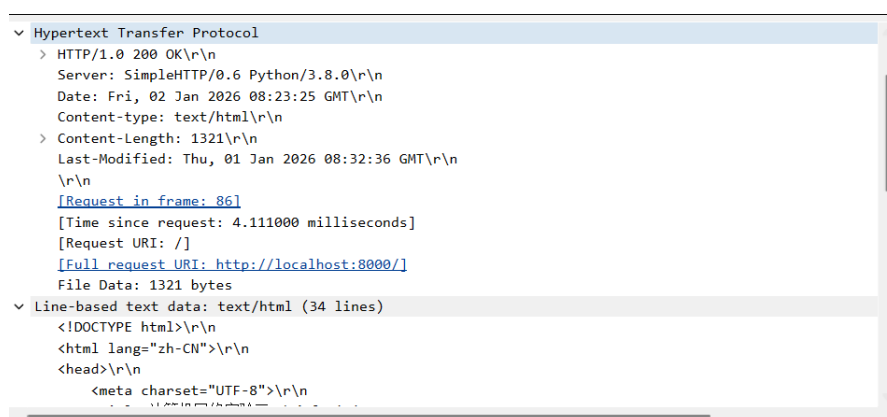 Hypertext Transfer Protocol
HTTP/1.0 200 OK\r\n
Server: SimpleHTTP/0.6 Python/3.8.0\r\n
Date: Fri, 02 Jan 2026 08:23:25 GMT\r\n
Content-type: text/html\r\n
Content-Length: 1321\r\n
Last-Modified: Thu, 01 Jan 2026 08:32:36 GMT\r\n
\r\n
[Request in frame: 86]
[Time since request: 4.111000 milliseconds]
[Request URI: /]
[Full request URI: http://localhost:8000/]
File Data: 1321 bytes
Line-based text data: text/html (34 lines)
<!DOCTYPE html>\r\n
<html lang="zh-CN">\r\n
<head>\r\n
<meta charset="UTF-8">\r\n